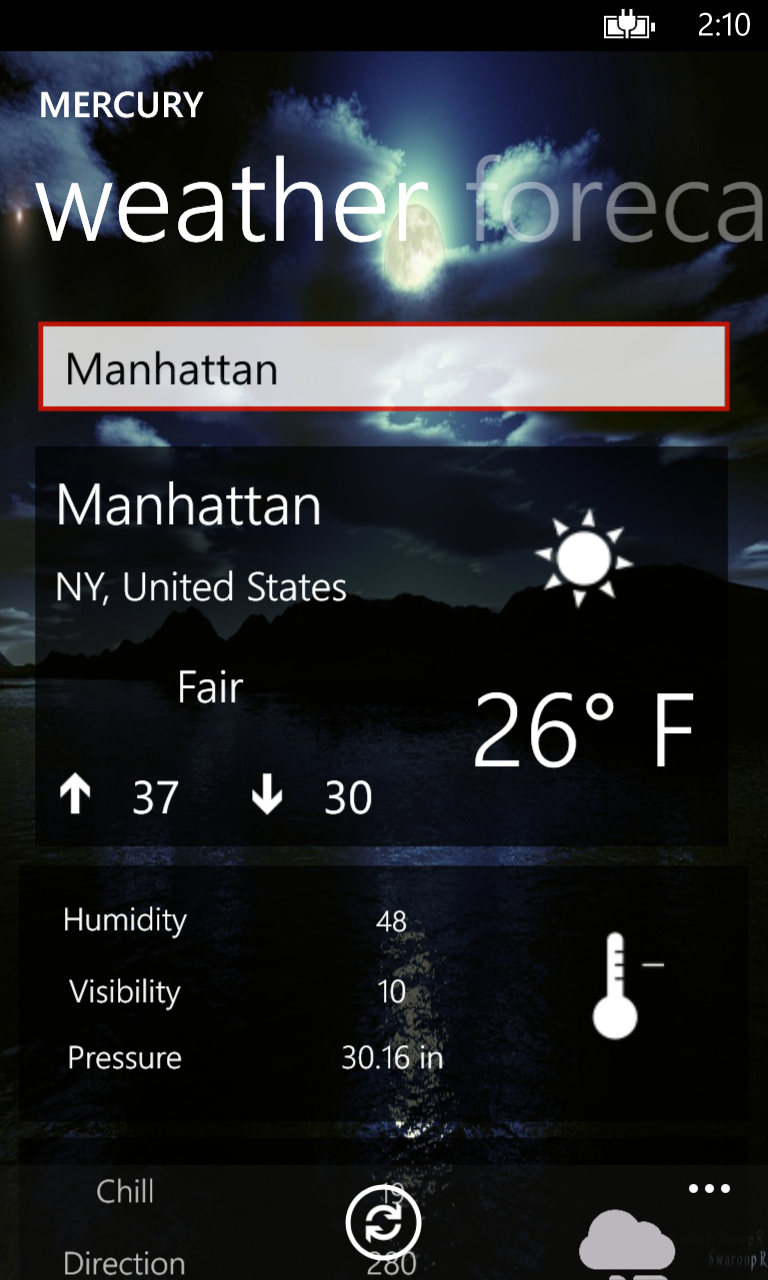 2:10
MERCURY
weather foreca
Manhattan
Manhattan
NY, United States
Fair
26° F
37 30
Humidity 48
Visibility 10
Pressure 30.16 in
Chill 19
Direction 280
Swaroop R